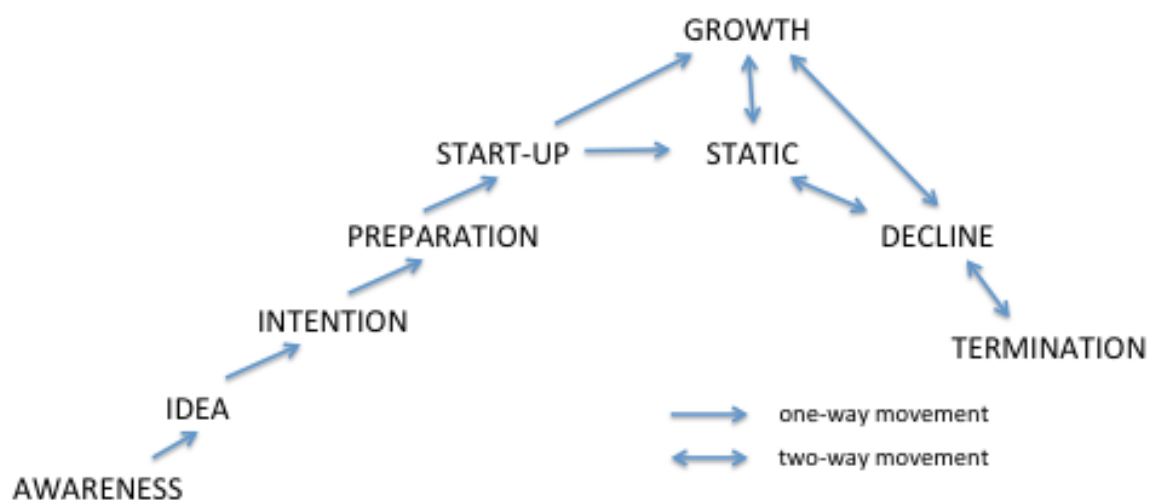 GROWTH
START-UP
STATIC
PREPARATION
DECLINE
INTENTION
TERMINATION
IDEA
one-way movement
two-way movement
AWARENESS